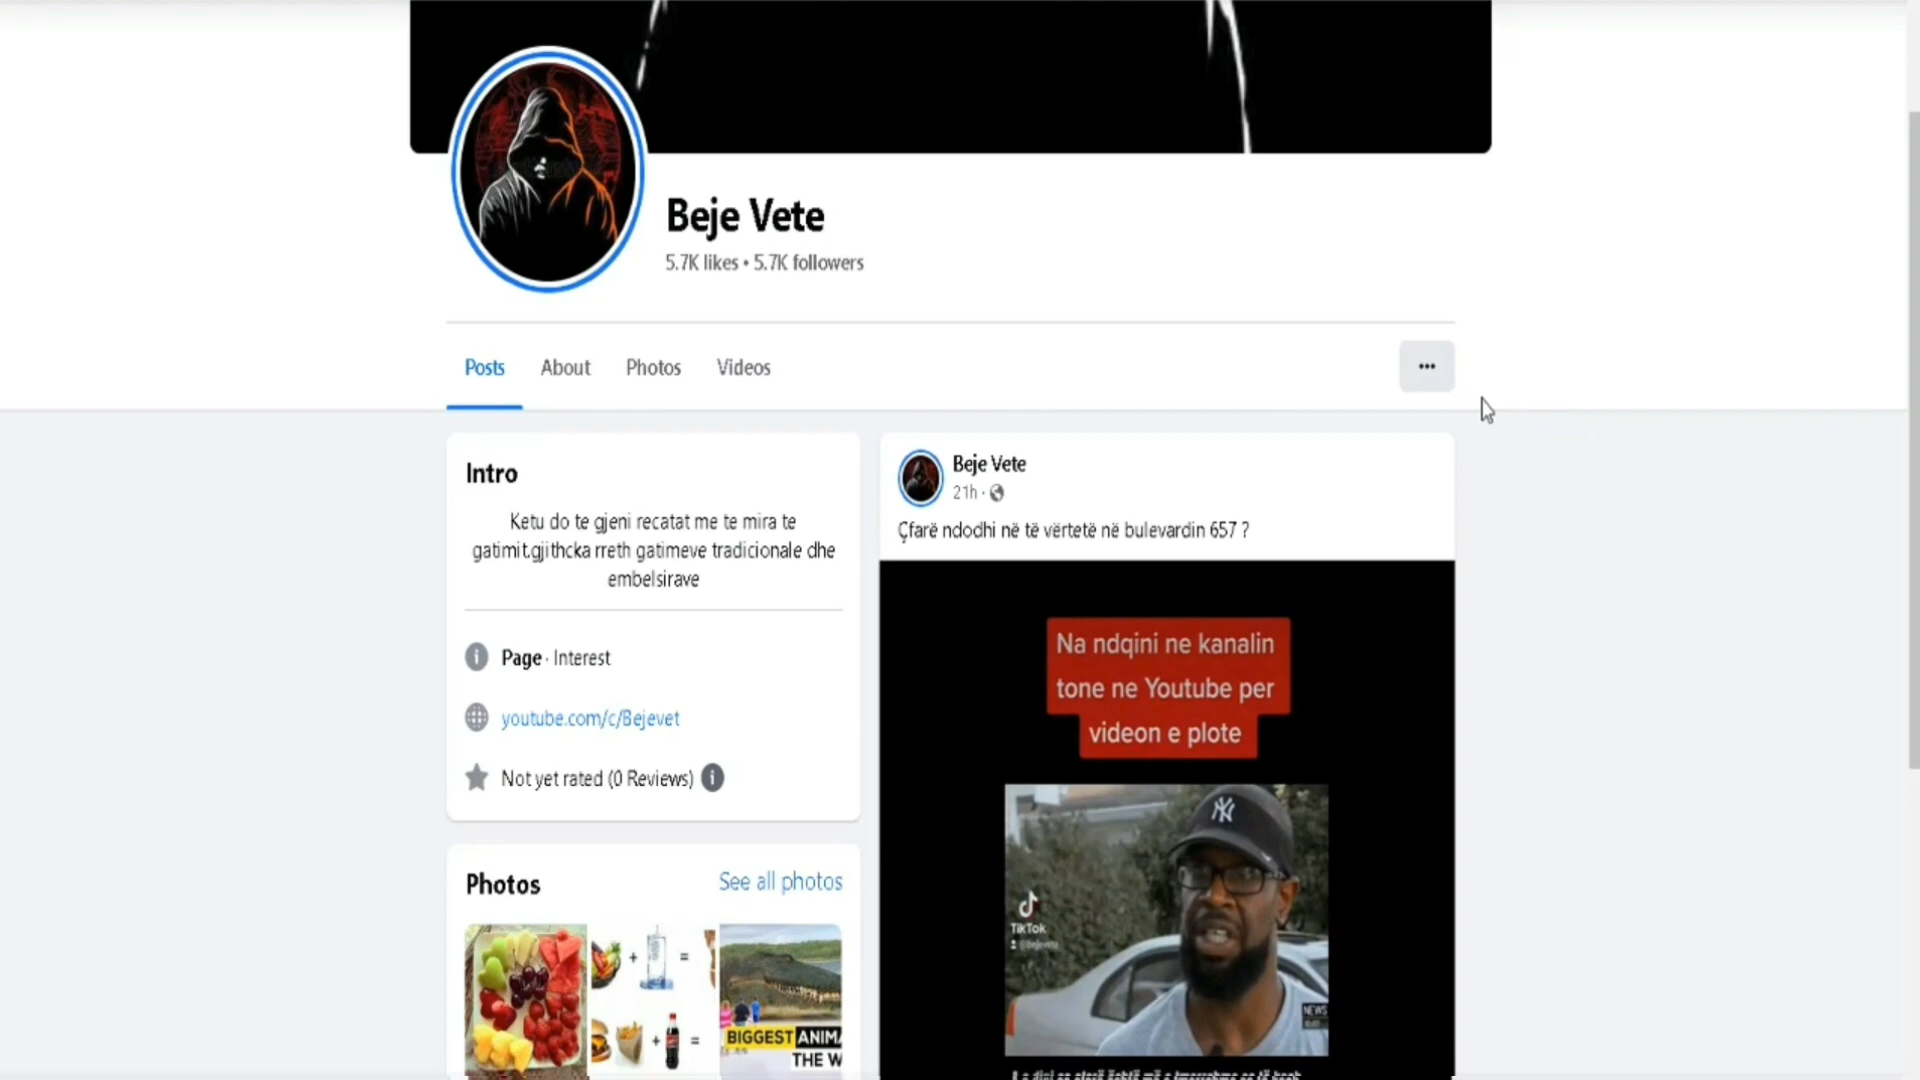 Beje Vete
5.7K likes • 5.7K followers
Posts
About
Photos
Videos
Intro
Ketu do te gjeni recatat me te mira te
gatimit.gjithcka rreth gatimeve tradicionale dhe
embelsirave
Page · Interest
youtube.com/c/Bejevet
Not yet rated (0 Reviews)
Photos
See all photos
BIGGEST ANIMA
THE W
Beje Vete
21h ·
Çfarë ndodhi në të vërtetë në bulevardin 657 ?
Na ndqini ne kanalin
tone ne Youtube per
videon e plote
NY
TikTok
NEWS